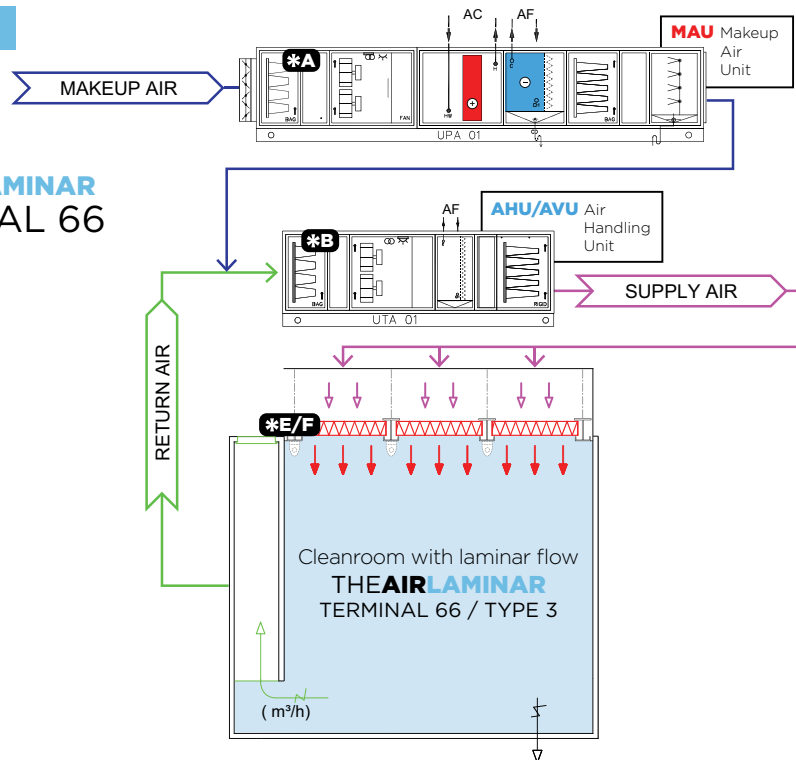 AC AF
MAU Makeup
Air
Unit
*A
MAKEUP AIR
HW
H
C
BAG
FAN
BAG
UPA 01
AMINAR
AL 66
AF
AHU/AVU Air
Handling
Unit
*B
BAG
RIGID
UTA 01
SUPPLY AIR
RETURN AIR
*E/F
Cleanroom with laminar flow
THEAIRLAMINAR
TERMINAL 66 / TYPE 3
( m³/h)